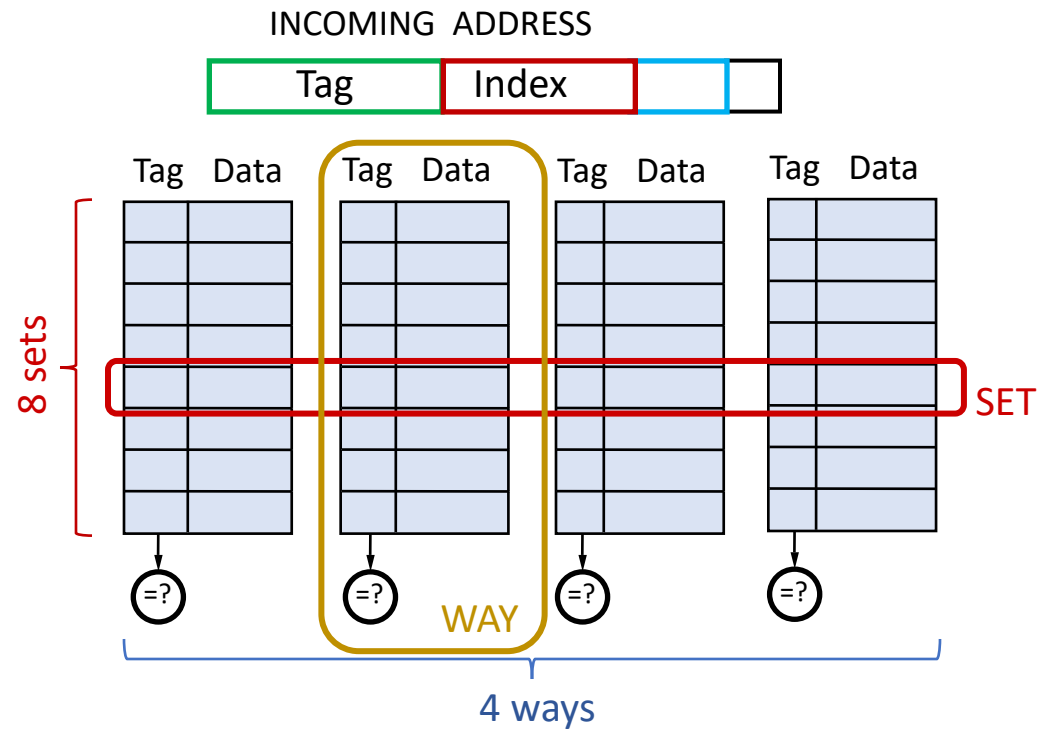 INCOMING ADDRESS
Tag Index
Tag Data Tag Data Tag Data Tag Data
8 sets
SET
=? =? =? =?
WAY
4 ways